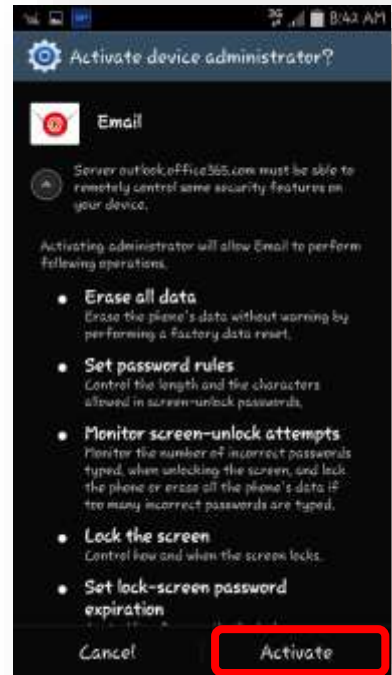 3G 8:42 AM
Activate device administrator?
Email
Server outlook.office365.com must be able to
remotely control some security features on
your device.
Activating administrator will allow Email to perform
following operations.
Erase all data
Erase the phone's data without warning by
performing a factory data reset.
Set password rules
Control the length and the characters
allowed in screen-unlock passwords.
Monitor screen-unlock attempts
Monitor the number of incorrect passwords
typed, when unlocking the screen, and lock
the phone or erase all the phone's data if
too many incorrect passwords are typed.
Lock the screen
Control how and when the screen locks.
Set lock-screen password
expiration
Cancel Activate